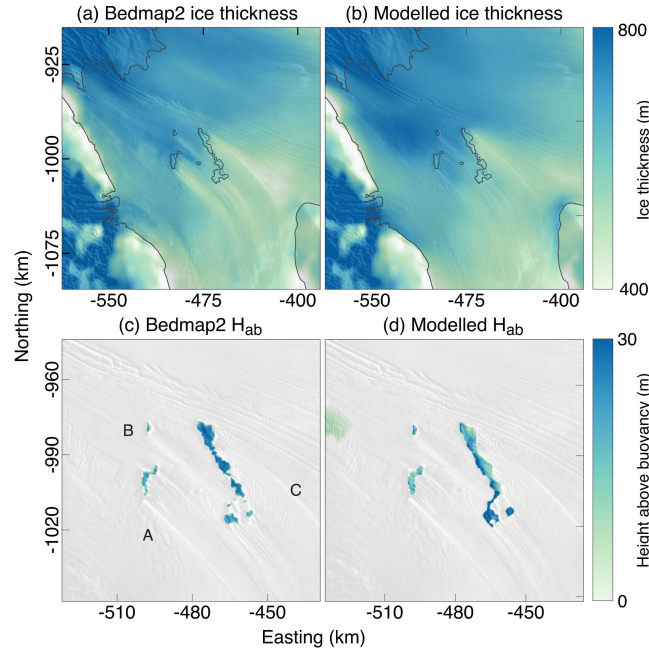 (a) Bedmap2 ice thickness
(b) Modelled ice thickness
-925
-1000
-1075
-550
-475
-400
-550
-475
-400
800
400
Ice thickness (m)
Northing (km)
(c) Bedmap2 Hab
(d) Modelled Hab
-960
-990
-1020
B
C
A
-510
-480
-450
-510
-480
-450
30
0
Height above buoyancy (m)
Easting (km)